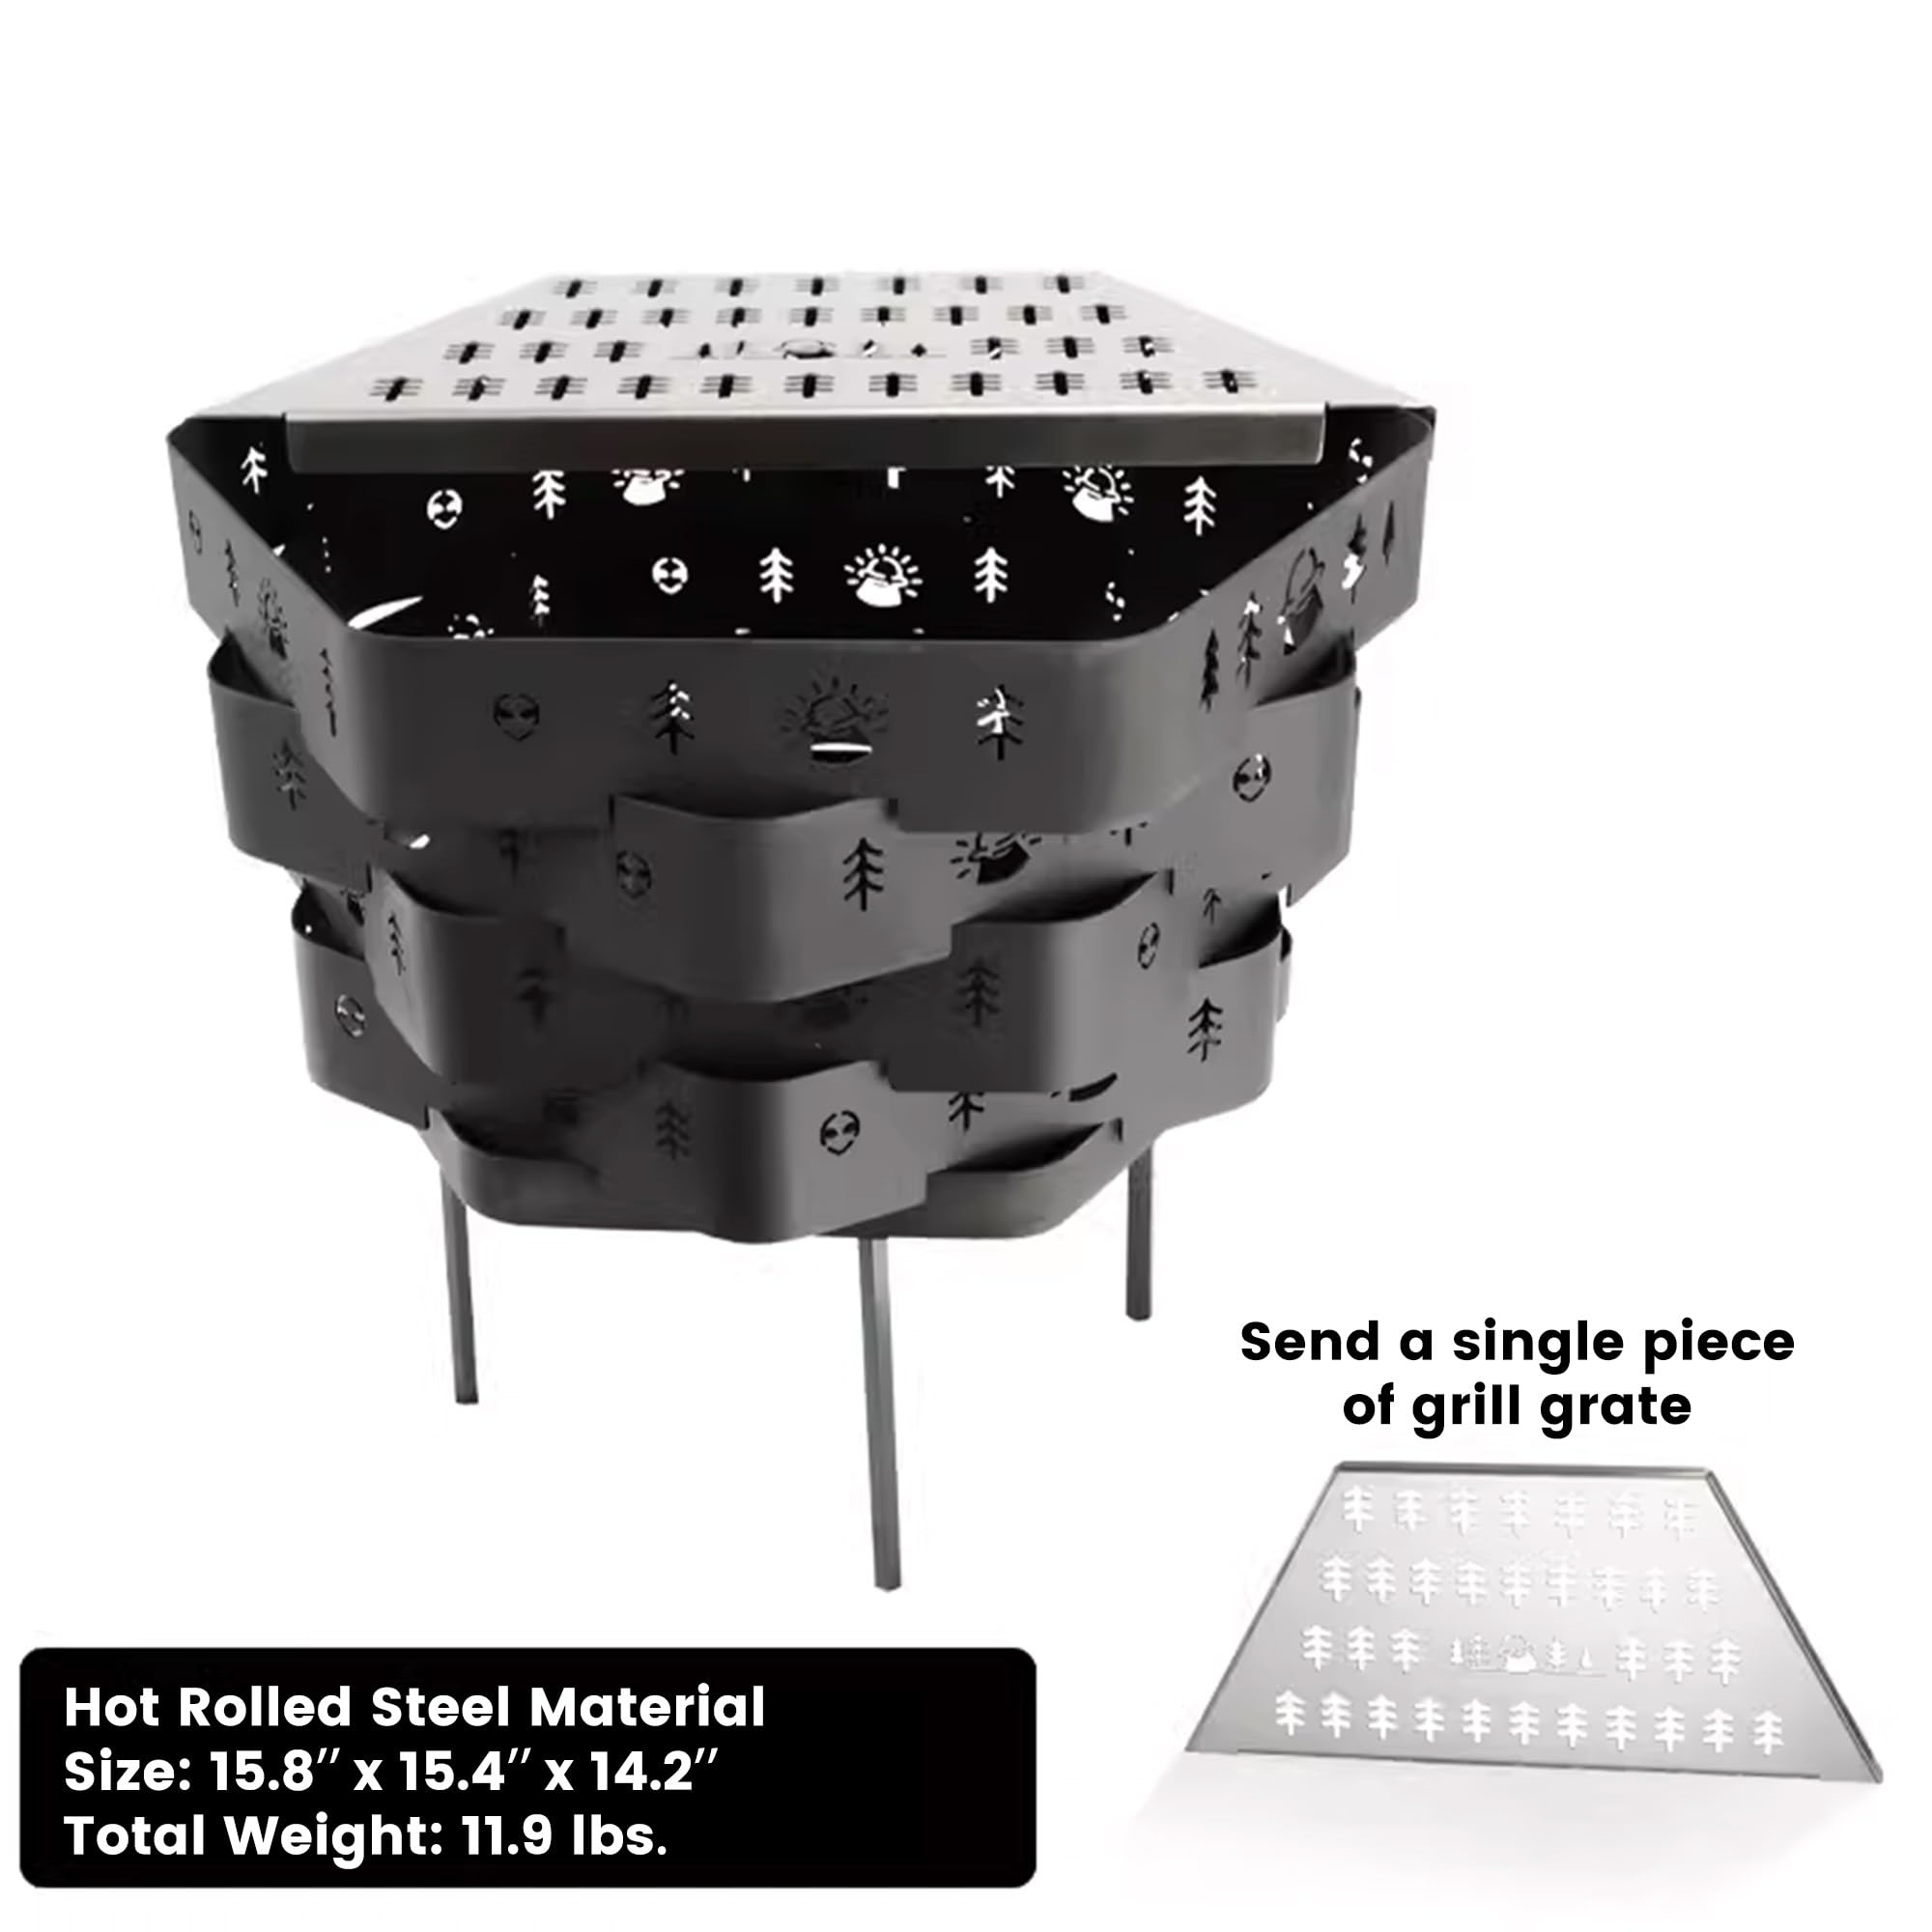 Send a single piece
of grill grate
Hot Rolled Steel Material
Size: 15.8″ x 15.4″ x 14.2″
Total Weight: 11.9 lbs.